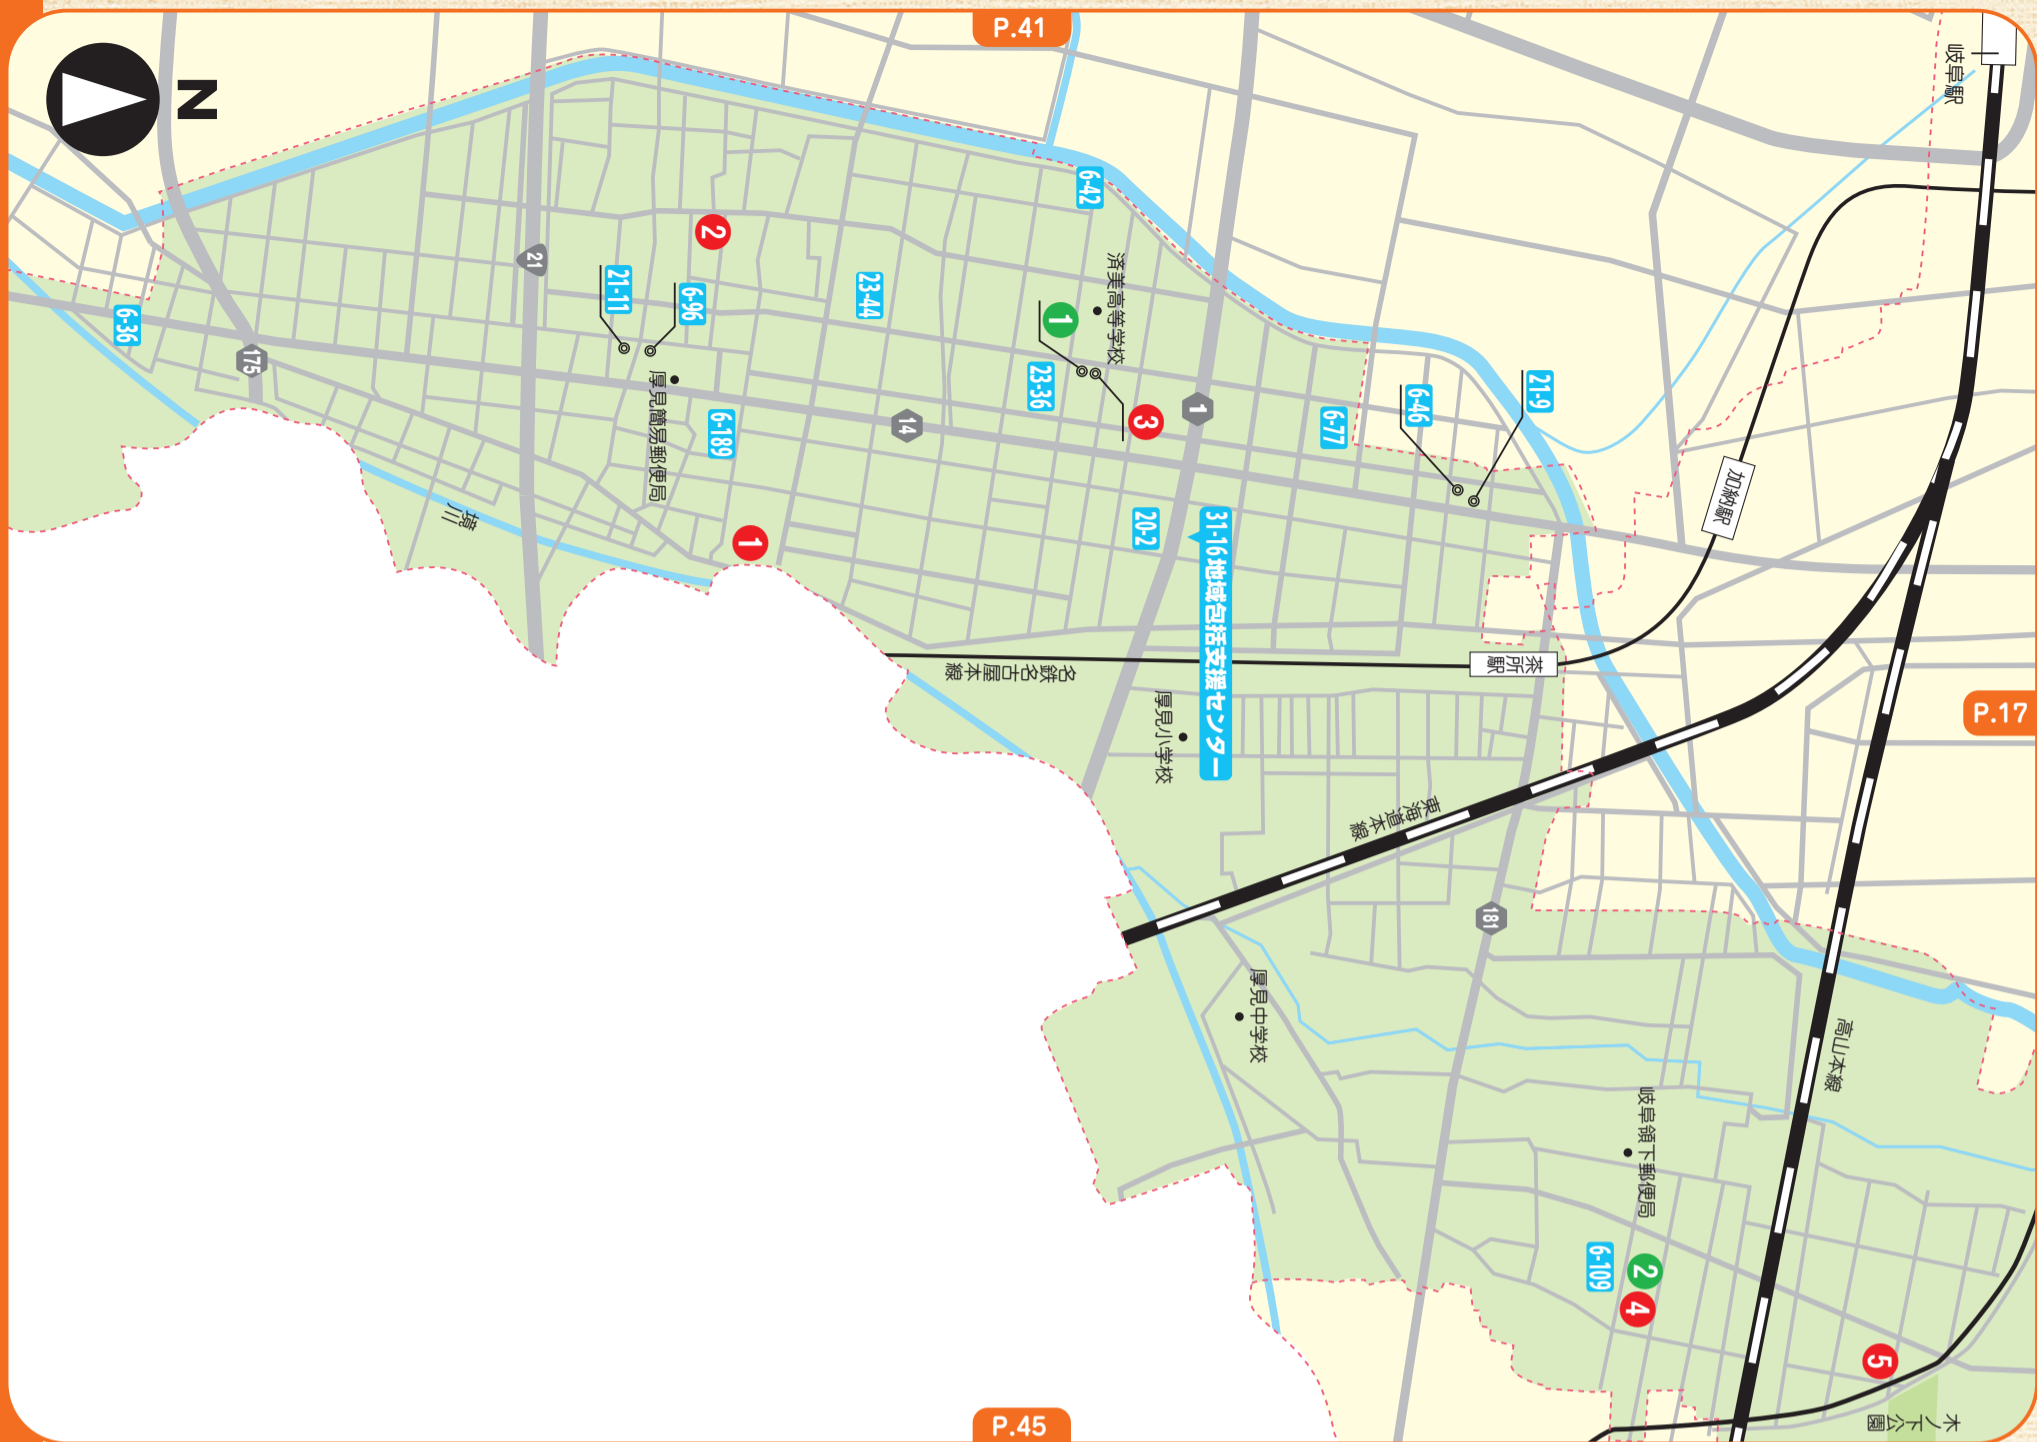 P.41
N
岐阜駅
6-42
2
21
21-11
6-96
23-44
済美高等学校
1
6-36
175
厚見簡易郵便局
6-189
14
23-36
3
1
6-77
6-46
21-9
加納駅
境川
1
20-2
31-16地域包括支援センター
名鉄名古屋本線
茶所駅
厚見小学校
P.17
東海道本線
181
厚見中学校
高山本線
岐阜領下郵便局
6-109
2
4
5
木ノ下公園
P.45